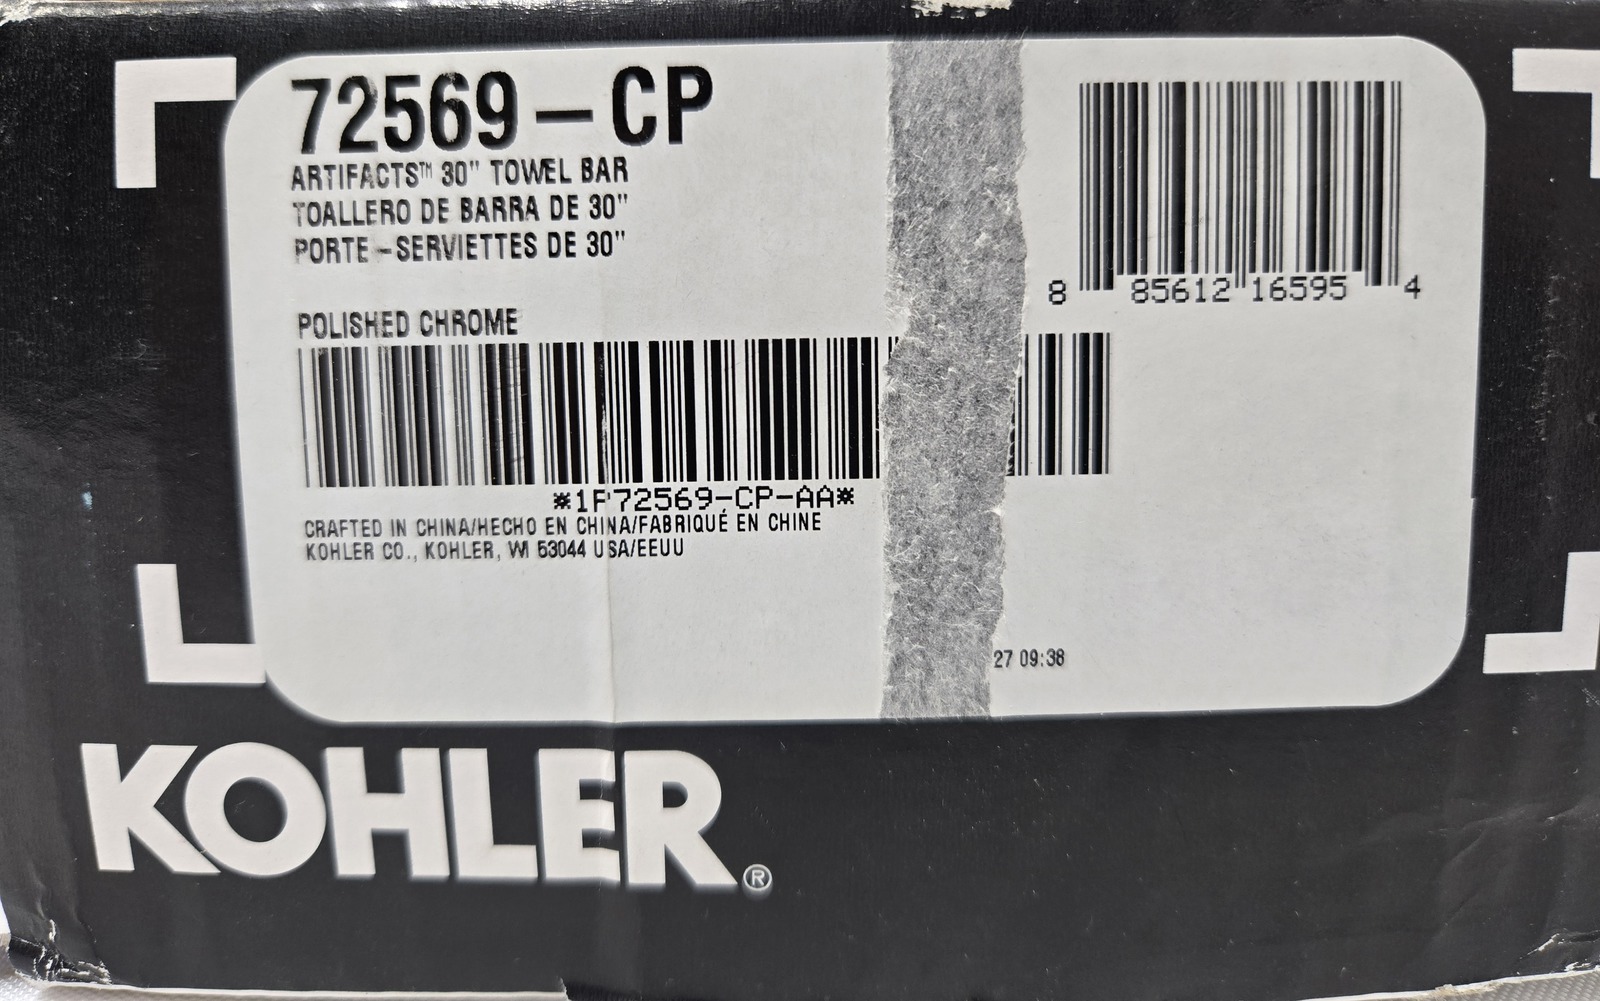 72569-CP
ARTIFACTS™ 30" TOWEL BAR
TOALLERO DE BARRA DE 30"
PORTE-SERVIETTES DE 30"
POLISHED CHROME
8 85612 16595 4
*1P72569-CP-AA*
CRAFTED IN CHINA/HECHO EN CHINA/FABRIQUÉ EN CHINE
KOHLER CO., KOHLER, WI 53044 USA/EEUU
27 09:38
KOHLER®